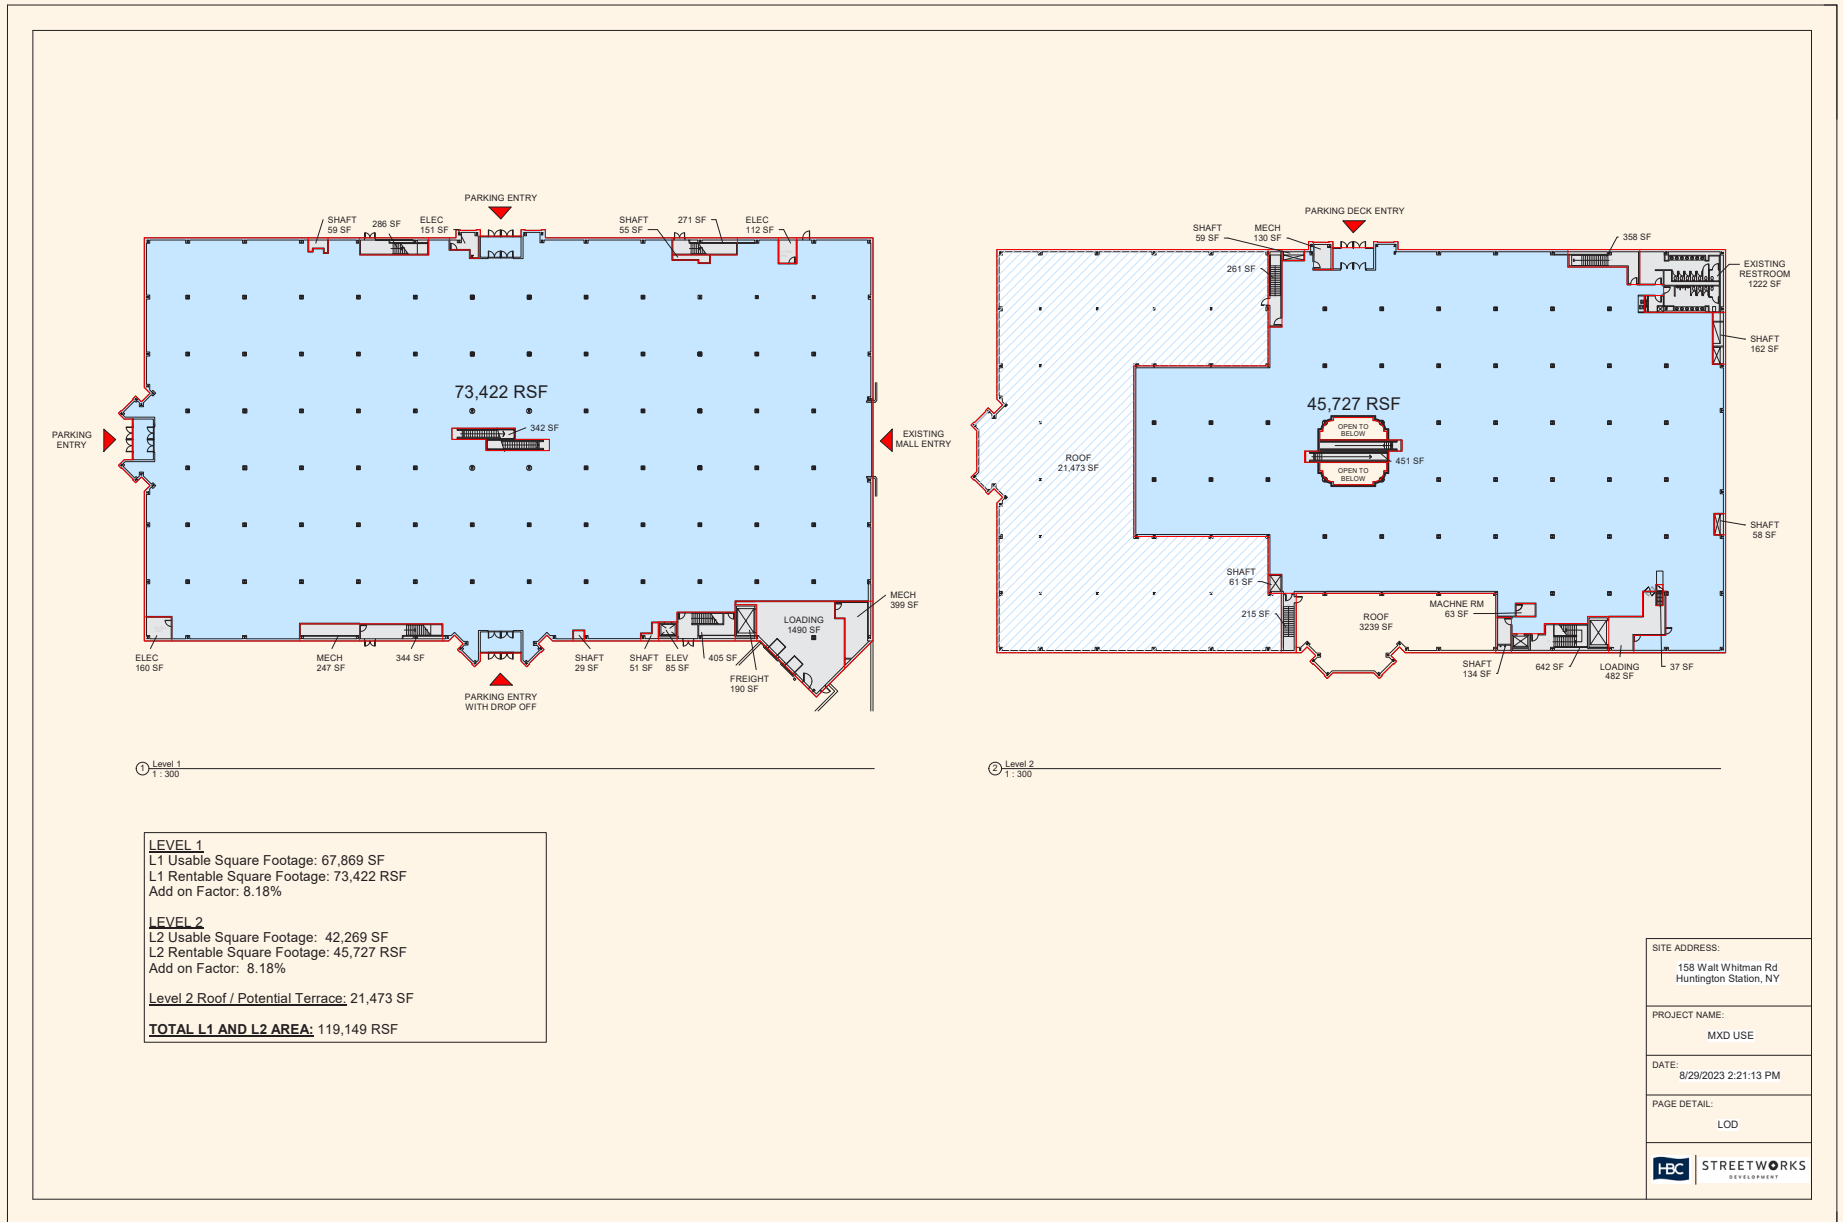 PARKING ENTRY
SHAFT
59 SF
286 SF
ELEC
151 SF
SHAFT
55 SF
271 SF
ELEC
112 SF
73,422 RSF
342 SF
PARKING
ENTRY
EXISTING
MALL ENTRY
MECH
399 SF
LOADING
1490 SF
ELEC
160 SF
MECH
247 SF
344 SF
PARKING ENTRY
WITH DROP OFF
SHAFT
29 SF
SHAFT
51 SF
ELEV
85 SF
405 SF
FREIGHT
190 SF
1
Level 1
1 : 300
PARKING DECK ENTRY
SHAFT
59 SF
MECH
130 SF
358 SF
261 SF
EXISTING
RESTROOM
1222 SF
SHAFT
162 SF
45,727 RSF
OPEN TO
BELOW
451 SF
OPEN TO
BELOW
ROOF
21,473 SF
SHAFT
58 SF
SHAFT
61 SF
215 SF
ROOF
3239 SF
MACHNE RM
63 SF
SHAFT
134 SF
642 SF
LOADING
482 SF
37 SF
2
Level 2
1 : 300
LEVEL 1
L1 Usable Square Footage: 67,869 SF
L1 Rentable Square Footage: 73,422 RSF
Add on Factor: 8.18%
LEVEL 2
L2 Usable Square Footage: 42,269 SF
L2 Rentable Square Footage: 45,727 RSF
Add on Factor: 8.18%
Level 2 Roof / Potential Terrace: 21,473 SF
TOTAL L1 AND L2 AREA: 119,149 RSF
SITE ADDRESS:
158 Walt Whitman Rd
Huntington Station, NY
PROJECT NAME:
MXD USE
DATE:
8/29/2023 2:21:13 PM
PAGE DETAIL:
LOD
HBC
STREETWORKS
DEVELOPMENT